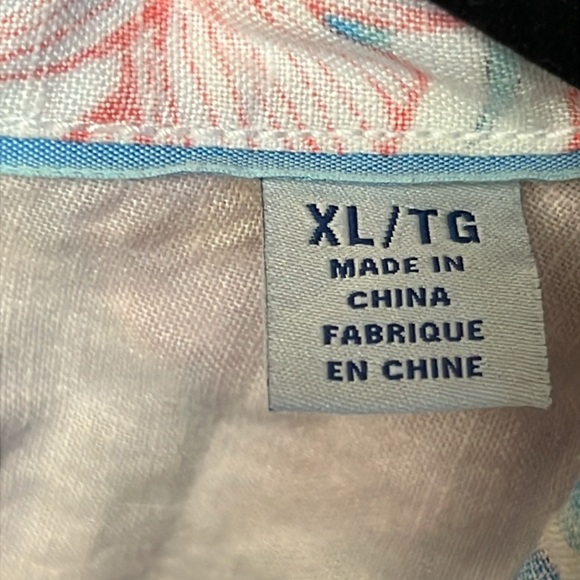 XL/TG
MADE IN
CHINA
FABRIQUE
EN CHINE